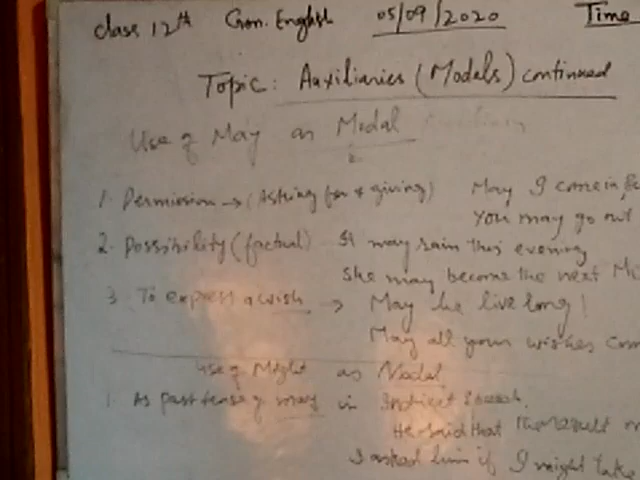 class 12th Gen. English 05/09/2020 Time
Topic: Auxiliaries (Modals) continued
Use of May as Modal
1. Permission → (Asking for & giving) May I come in,
You may go out
2. Possibility (factual) It may rain this evening
She may become the next
3. To express a wish → May he live long!
May all your wishes com
Use of Might as Modal
1. As past tense of may in Indirect Speech.
He said that
I asked him if I might take